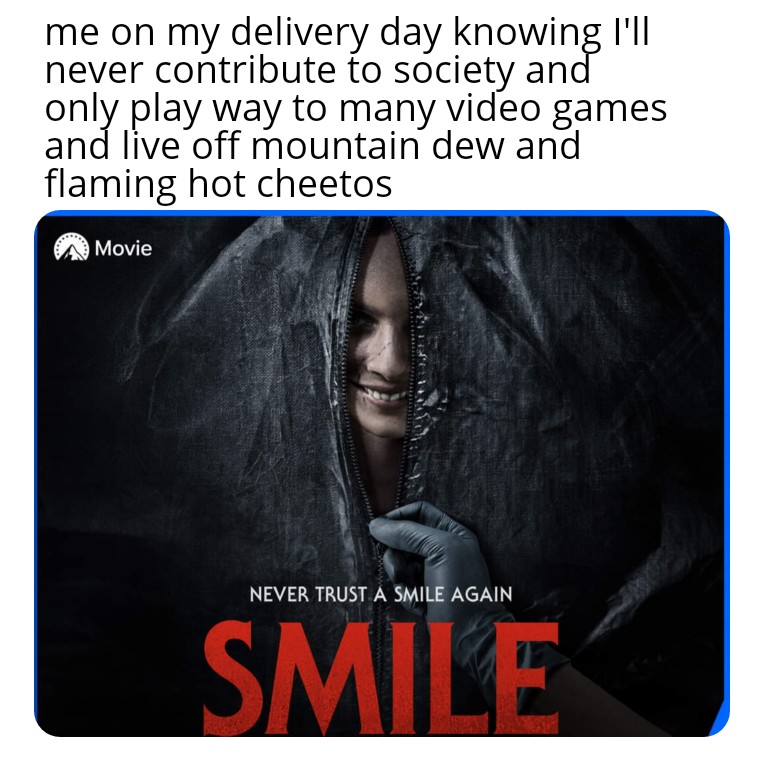 me on my delivery day knowing I'll
never contribute to society and
only play way to many video games
and live off mountain dew and
flaming hot cheetos
Movie
NEVER TRUST A SMILE AGAIN
SMILE